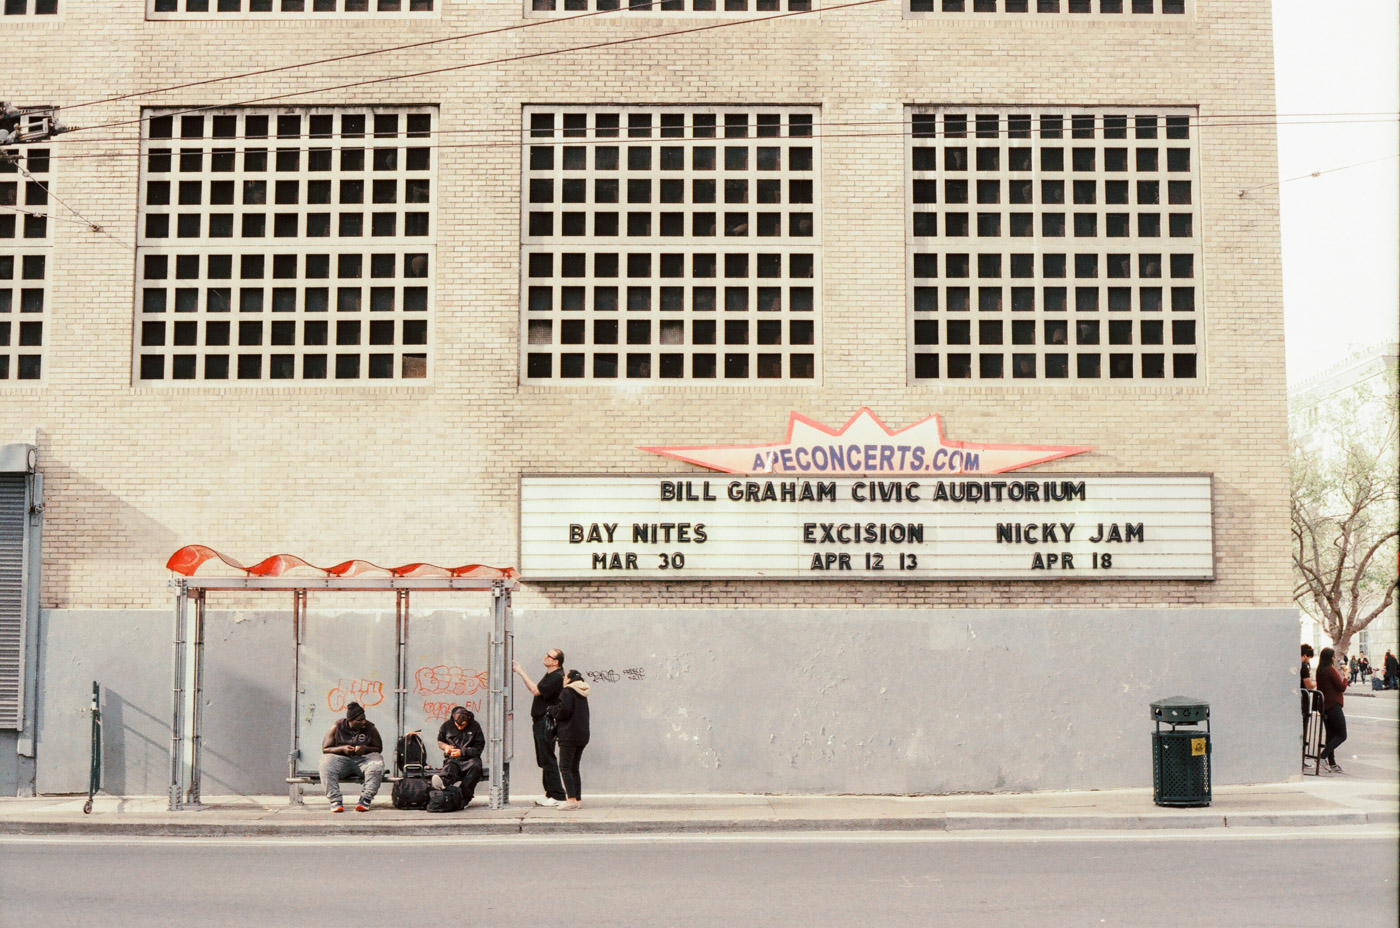 APECONCERTS.COM
BILL GRAHAM CIVIC AUDITORIUM
BAY NITES EXCISION NICKY JAM
MAR 30 APR 12 13 APR 18